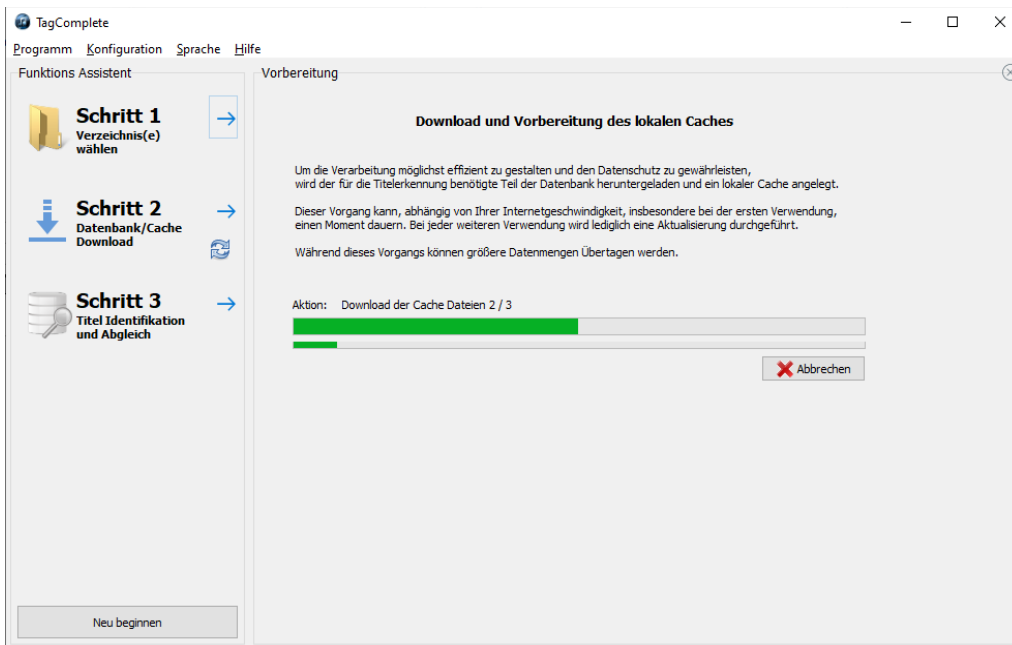 TagComplete
Programm Konfiguration Sprache Hilfe
Funktions Assistent
Schritt 1
Verzeichnis(e)
wählen
Schritt 2
Datenbank/Cache
Download
Schritt 3
Titel Identifikation
und Abgleich
Neu beginnen
Vorbereitung
Download und Vorbereitung des lokalen Caches
Um die Verarbeitung möglichst effizient zu gestalten und den Datenschutz zu gewährleisten,
wird der für die Titelerkennung benötigte Teil der Datenbank heruntergeladen und ein lokaler Cache angelegt.
Dieser Vorgang kann, abhängig von Ihrer Internetgeschwindigkeit, insbesondere bei der ersten Verwendung,
einen Moment dauern. Bei jeder weiteren Verwendung wird lediglich eine Aktualisierung durchgeführt.
Während dieses Vorgangs können größere Datenmengen Übertagen werden.
Aktion: Download der Cache Dateien 2 / 3
Abbrechen